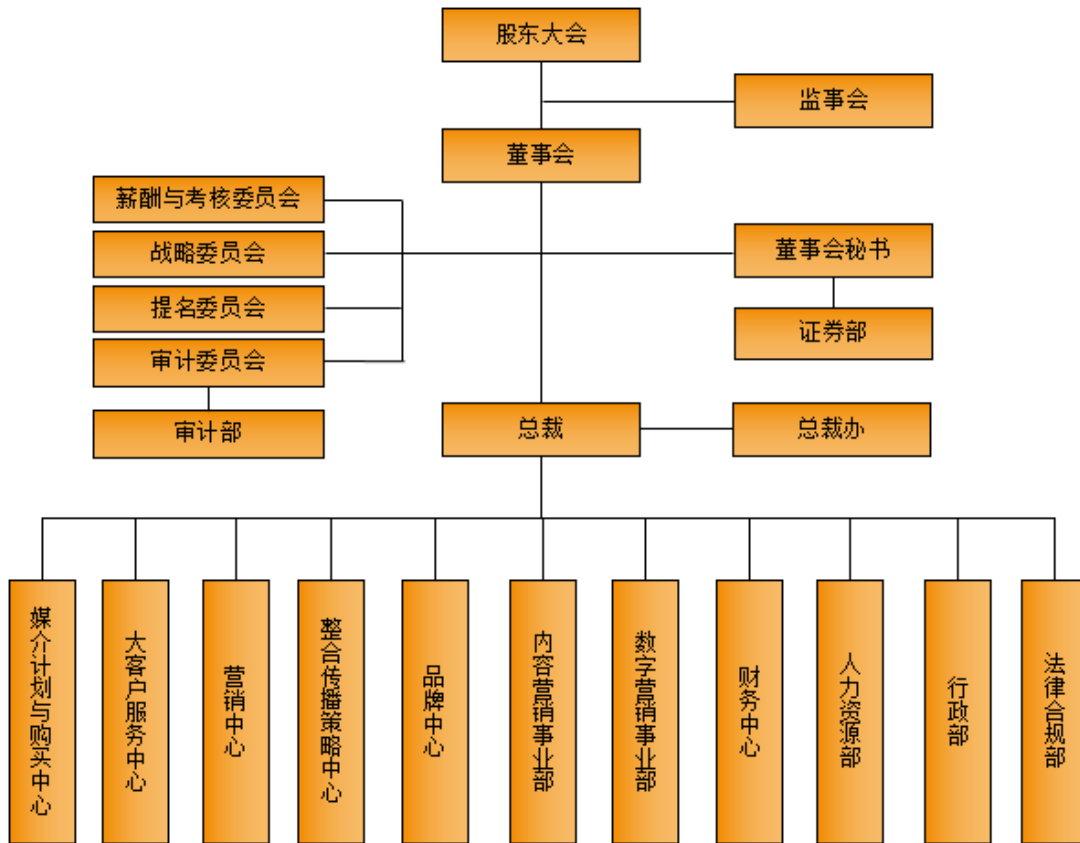 股东大会
监事会
董事会
薪酬与考核委员会
战略委员会
董事会秘书
提名委员会
证券部
审计委员会
总裁
总裁办
审计部
媒介计划与购买中心
大客户服务中心
营销中心
整合传播策略中心
品牌中心
内容营销事业部
数字营销事业部
财务中心
人力资源部
行政部
法律合规部